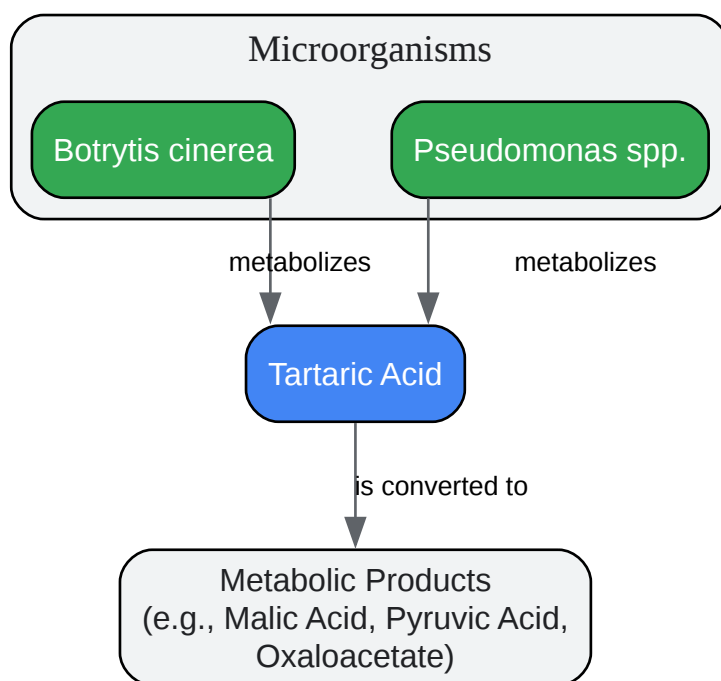 Microorganisms
Botrytis cinerea
Pseudomonas spp.
metabolizes
metabolizes
Tartaric Acid
is converted to
Metabolic Products
(e.g., Malic Acid, Pyruvic Acid,
Oxaloacetate)